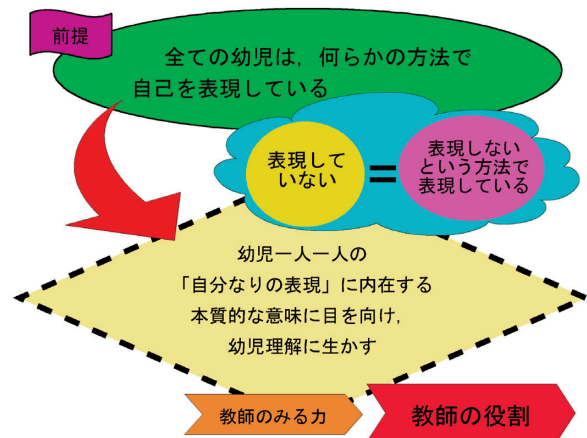 前提
全ての幼児は，何らかの方法で
自己を表現している
表現して
いない
=
表現しない
という方法で
表現している
幼児一人一人の
「自分なりの表現」に内在する
本質的な意味に目を向け，
幼児理解に生かす
教師のみる力
教師の役割